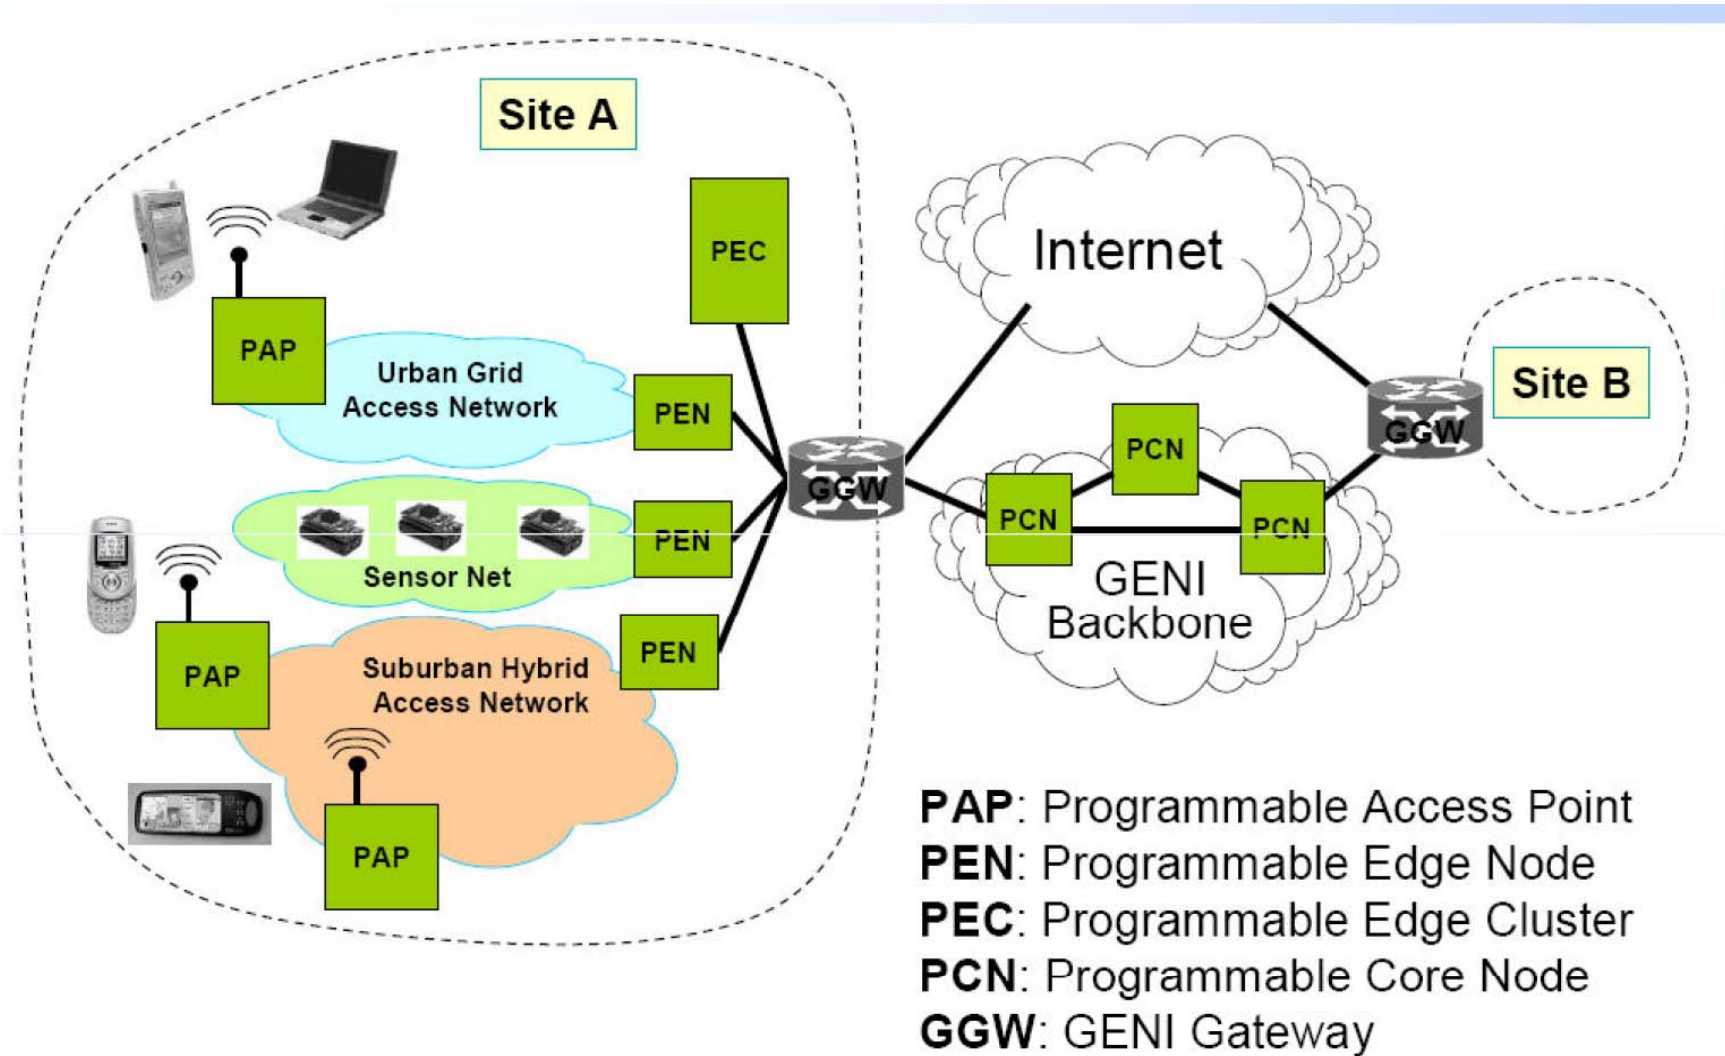 Site A
PEC
Internet
PAP
Urban Grid
Access Network
PEN
GGW
Site B
GGW
PCN
PCN
PCN
GENI
Backbone
Sensor Net
PEN
PAP
Suburban Hybrid
Access Network
PEN
PAP
PAP: Programmable Access Point
PEN: Programmable Edge Node
PEC: Programmable Edge Cluster
PCN: Programmable Core Node
GGW: GENI Gateway